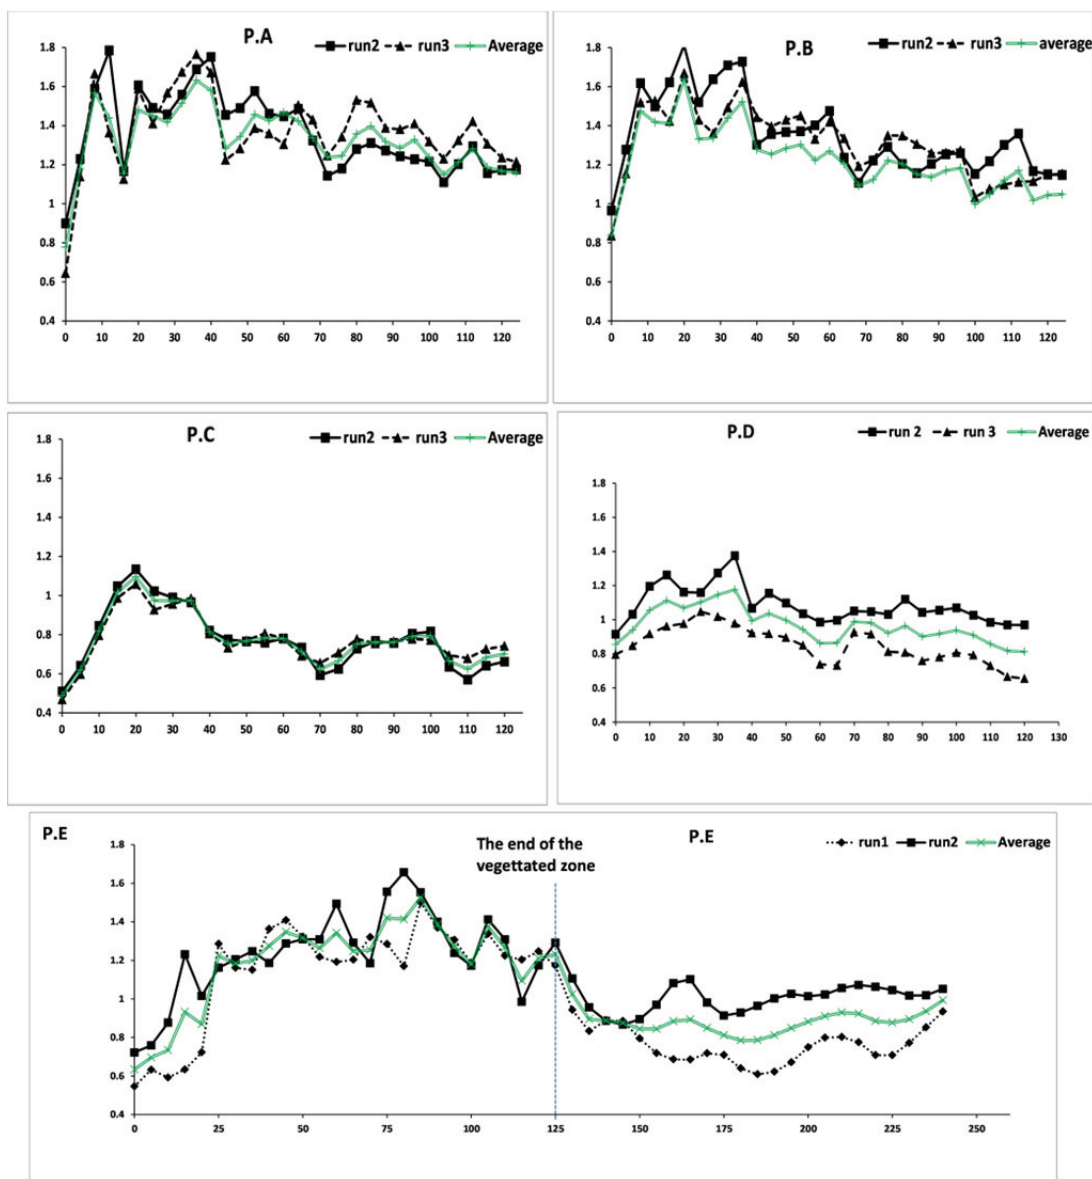 P.A
run2 run3 Average
1.8
1.6
1.4
1.2
1
0.8
0.6
0.4
0 10 20 30 40 50 60 70 80 90 100 110 120
P.B
run2 run3 average
1.8
1.6
1.4
1.2
1
0.8
0.6
0.4
0 10 20 30 40 50 60 70 80 90 100 110 120
P.C
run2 run3 Average
1.8
1.6
1.4
1.2
1
0.8
0.6
0.4
0 10 20 30 40 50 60 70 80 90 100 110 120
P.D
run 2 run 3 Average
1.8
1.6
1.4
1.2
1
0.8
0.6
0.4
0 10 20 30 40 50 60 70 80 90 100 110 120 130
P.E
P.E
run1 run2 Average
The end of the
vegettated zone
1.8
1.6
1.4
1.2
1
0.8
0.6
0.4
0 25 50 75 100 125 150 175 200 225 250